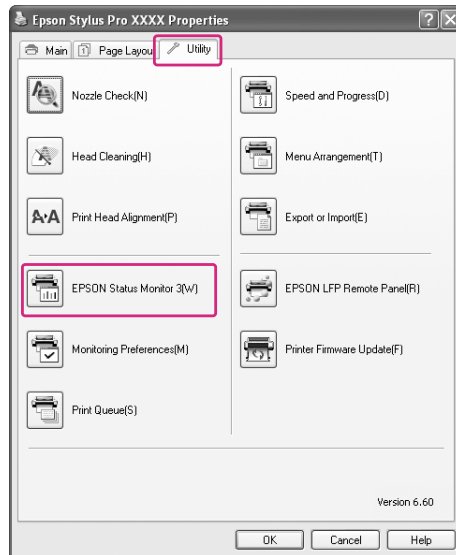 Epson Stylus Pro XXXX Properties
Main
Page Layou
Utility
Nozzle Check(N)
Speed and Progress(D)
Head Cleaning(H)
Menu Arrangement(T)
Print Head Alignment(P)
Export or Import(E)
EPSON Status Monitor 3(W)
EPSON LFP Remote Panel(R)
Monitoring Preferences(M)
Printer Firmware Update(F)
Print Queue(S)
Version 6.60
OK
Cancel
Help